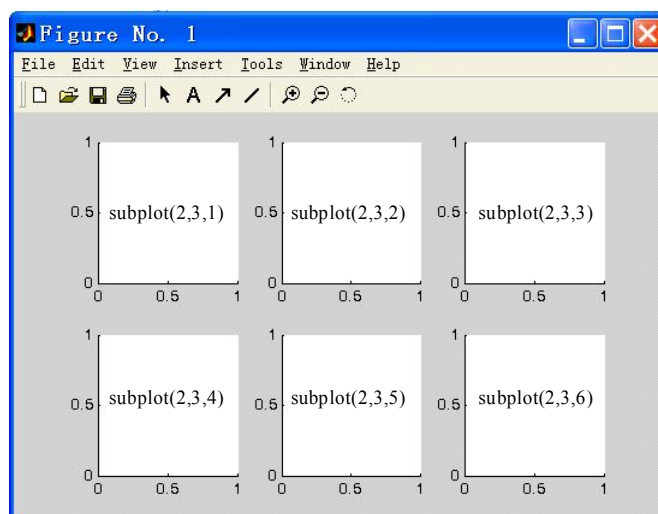 Figure No. 1
File Edit View Insert Tools Window Help
A
1 1 1
0.5 subplot(2,3,1) 0.5 subplot(2,3,2) 0.5 subplot(2,3,3)
0 0 0
0 0.5 1 0 0.5 1 0 0.5 1
1 1 1
0.5 subplot(2,3,4) 0.5 subplot(2,3,5) 0.5 subplot(2,3,6)
0 0 0
0 0.5 1 0 0.5 1 0 0.5 1